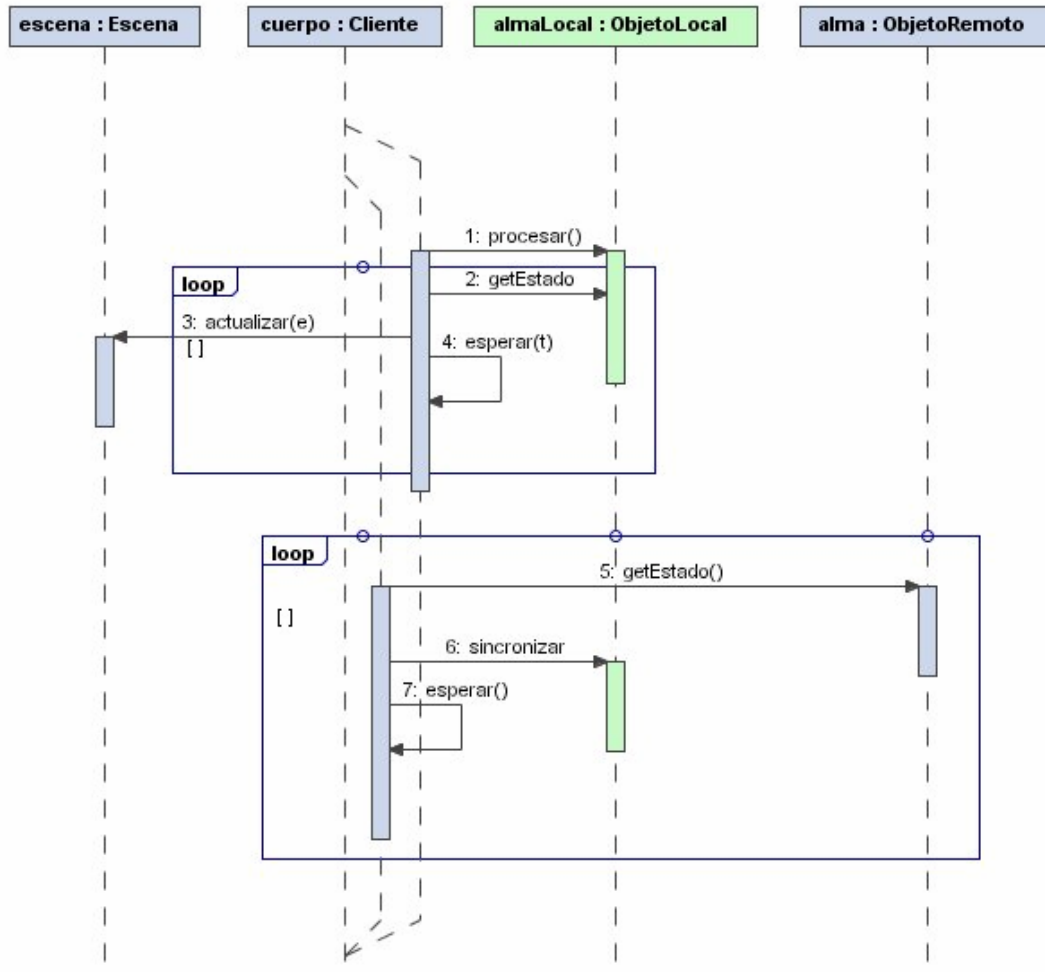 escena : Escena
cuerpo : Cliente
almaLocal : ObjetoLocal
alma : ObjetoRemoto
1: procesar()
loop
2: getEstado
3: actualizar(e)
[ ]
4: esperar(t)
loop
5: getEstado()
[ ]
6: sincronizar
7: esperar()